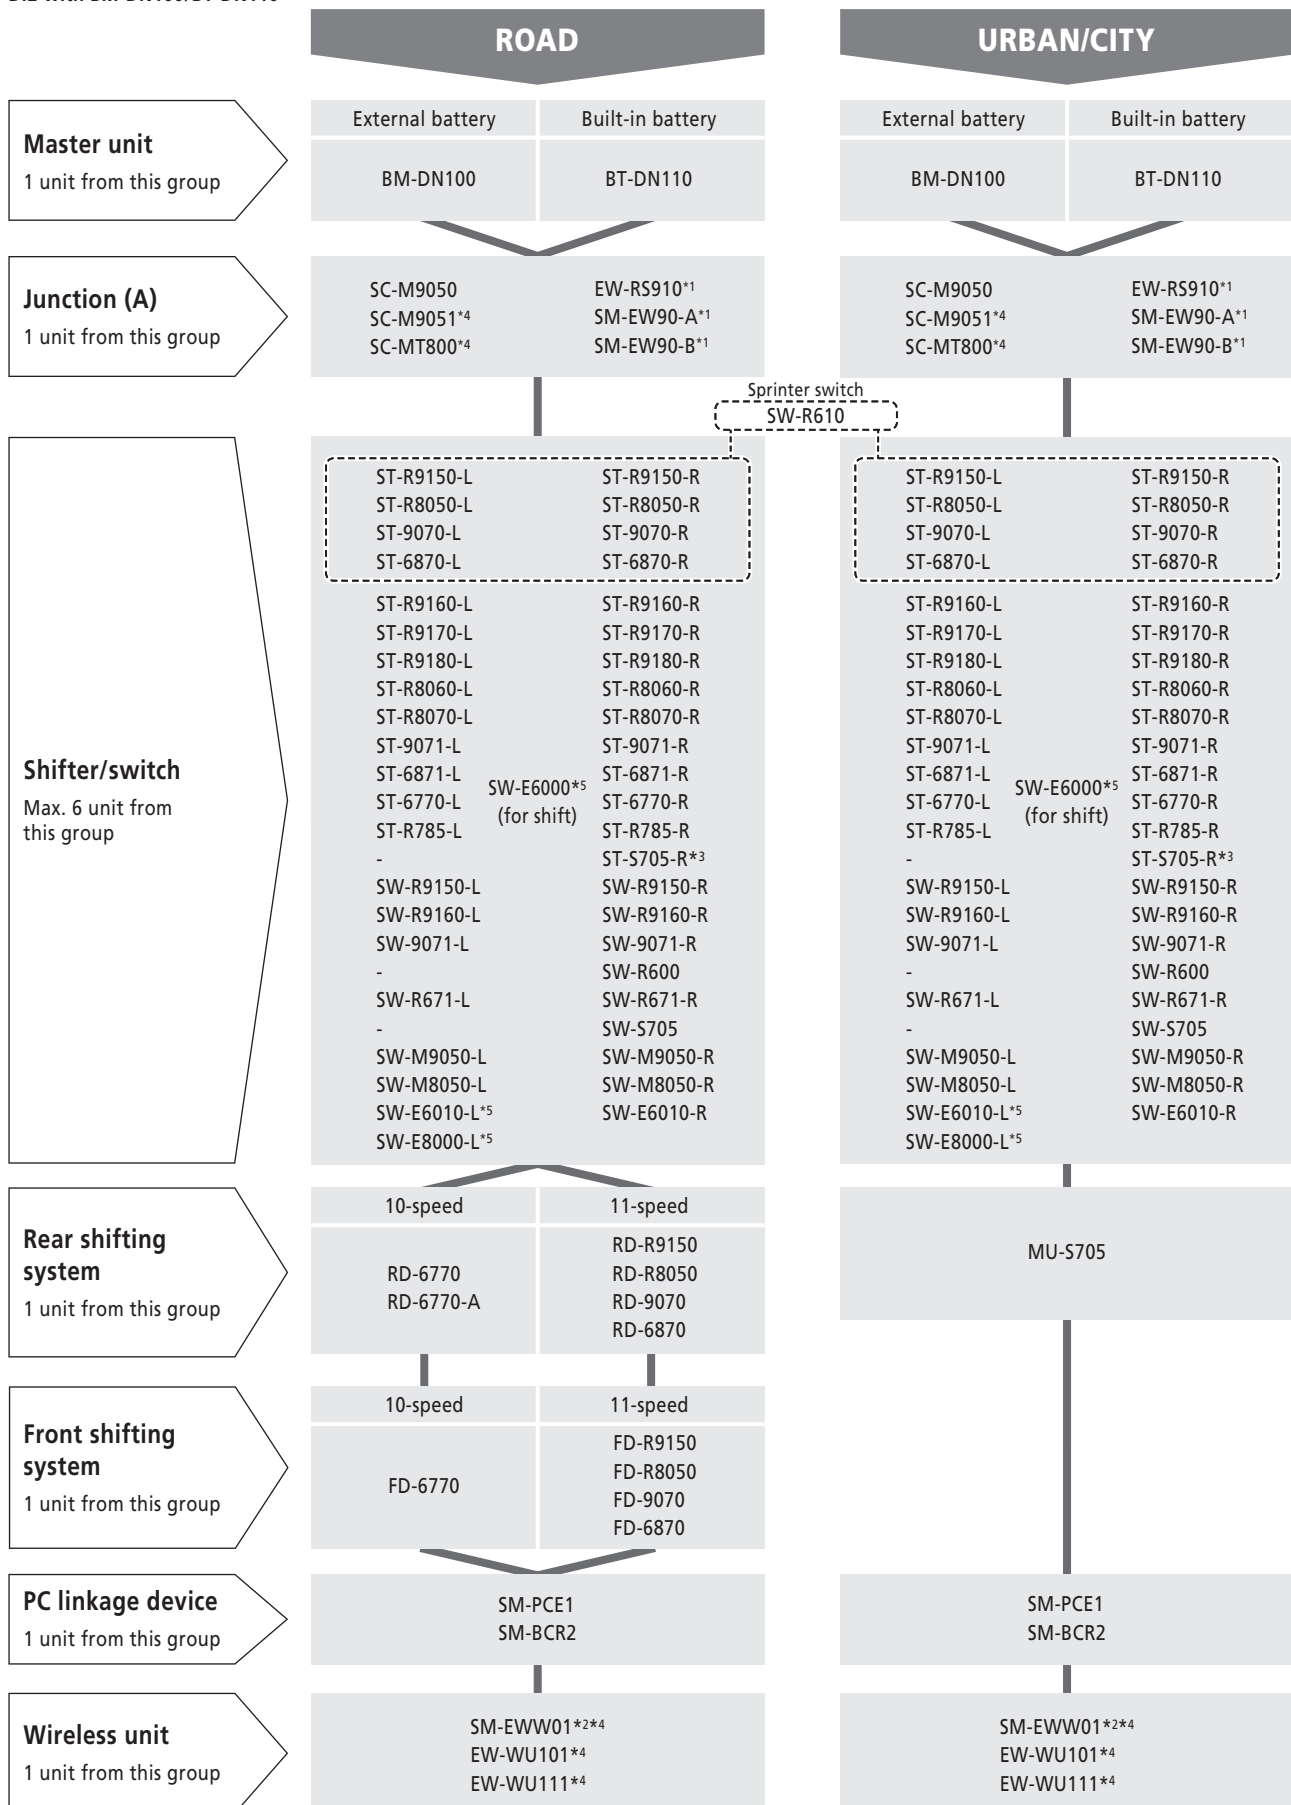 ROAD
URBAN/CITY
Master unit
1 unit from this group
External battery
Built-in battery
BM-DN100
BT-DN110
External battery
Built-in battery
BM-DN100
BT-DN110
Junction (A)
1 unit from this group
SC-M9050
SC-M9051*4
SC-MT800*4
EW-RS910*1
SM-EW90-A*1
SM-EW90-B*1
SC-M9050
SC-M9051*4
SC-MT800*4
EW-RS910*1
SM-EW90-A*1
SM-EW90-B*1
Sprinter switch
SW-R610
Shifter/switch
Max. 6 unit from
this group
ST-R9150-L
ST-R8050-L
ST-9070-L
ST-6870-L
ST-R9160-L
ST-R9170-L
ST-R9180-L
ST-R8060-L
ST-R8070-L
ST-9071-L
ST-6871-L
ST-6770-L
ST-R785-L
-
SW-R9150-L
SW-R9160-L
SW-9071-L
-
SW-R671-L
-
SW-M9050-L
SW-M8050-L
SW-E6010-L*5
SW-E8000-L*5
SW-E6000*5
(for shift)
ST-R9150-R
ST-R8050-R
ST-9070-R
ST-6870-R
ST-R9160-R
ST-R9170-R
ST-R9180-R
ST-R8060-R
ST-R8070-R
ST-9071-R
ST-6871-R
ST-6770-R
ST-R785-R
ST-S705-R*3
SW-R9150-R
SW-R9160-R
SW-9071-R
SW-R600
SW-R671-R
SW-S705
SW-M9050-R
SW-M8050-R
SW-E6010-R
ST-R9150-L
ST-R8050-L
ST-9070-L
ST-6870-L
ST-R9160-L
ST-R9170-L
ST-R9180-L
ST-R8060-L
ST-R8070-L
ST-9071-L
ST-6871-L
ST-6770-L
ST-R785-L
-
SW-R9150-L
SW-R9160-L
SW-9071-L
-
SW-R671-L
-
SW-M9050-L
SW-M8050-L
SW-E6010-L*5
SW-E8000-L*5
SW-E6000*5
(for shift)
ST-R9150-R
ST-R8050-R
ST-9070-R
ST-6870-R
ST-R9160-R
ST-R9170-R
ST-R9180-R
ST-R8060-R
ST-R8070-R
ST-9071-R
ST-6871-R
ST-6770-R
ST-R785-R
ST-S705-R*3
SW-R9150-R
SW-R9160-R
SW-9071-R
SW-R600
SW-R671-R
SW-S705
SW-M9050-R
SW-M8050-R
SW-E6010-R
Rear shifting
system
1 unit from this group
10-speed
11-speed
RD-6770
RD-6770-A
RD-R9150
RD-R8050
RD-9070
RD-6870
MU-S705
Front shifting
system
1 unit from this group
10-speed
11-speed
FD-6770
FD-R9150
FD-R8050
FD-9070
FD-6870
PC linkage device
1 unit from this group
SM-PCE1
SM-BCR2
SM-PCE1
SM-BCR2
Wireless unit
1 unit from this group
SM-EWW01*2*4
EW-WU101*4
EW-WU111*4
SM-EWW01*2*4
EW-WU101*4
EW-WU111*4